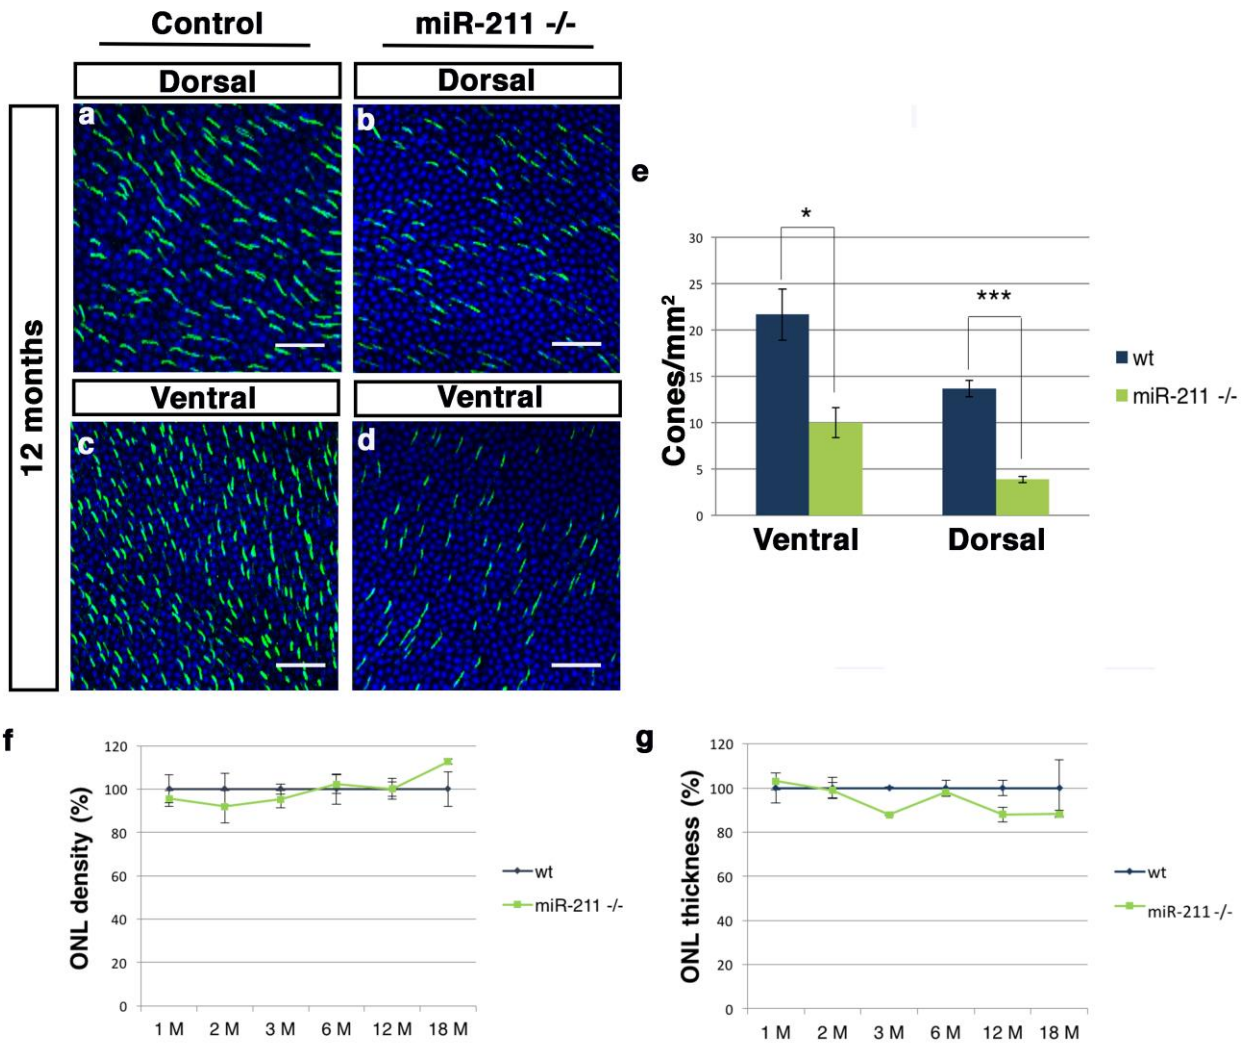 Control
miR-211 -/-
Dorsal
Dorsal
a
b
12 months
Ventral
Ventral
c
d
e
*
***
30
25
20
15
10
5
0
Cones/mm²
Ventral
Dorsal
wt
miR-211 -/-
f
120
100
80
60
40
20
0
ONL density (%)
1 M 2 M 3 M 6 M 12 M 18 M
wt
miR-211 -/-
g
120
100
80
60
40
20
0
ONL thickness (%)
1 M 2 M 3 M 6 M 12 M 18 M
wt
miR-211 -/-